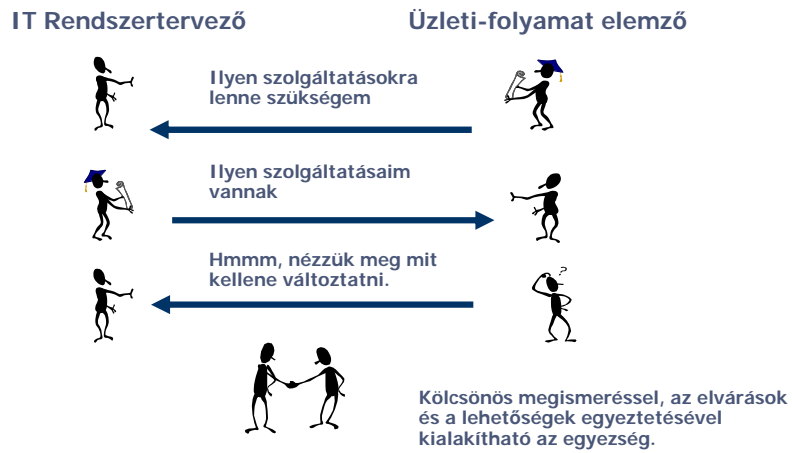 IT Rendszertervező
Üzleti-folyamat elemző
Ilyen szolgáltatásokra
lenne szükségem
Ilyen szolgáltatásaim
vannak
Hmmm, nézzük meg mit
kellene változtatni.
?
Kölcsönös megismeréssel, az elvárások
és a lehetőségek egyeztetésével
kialakítható az egyezség.